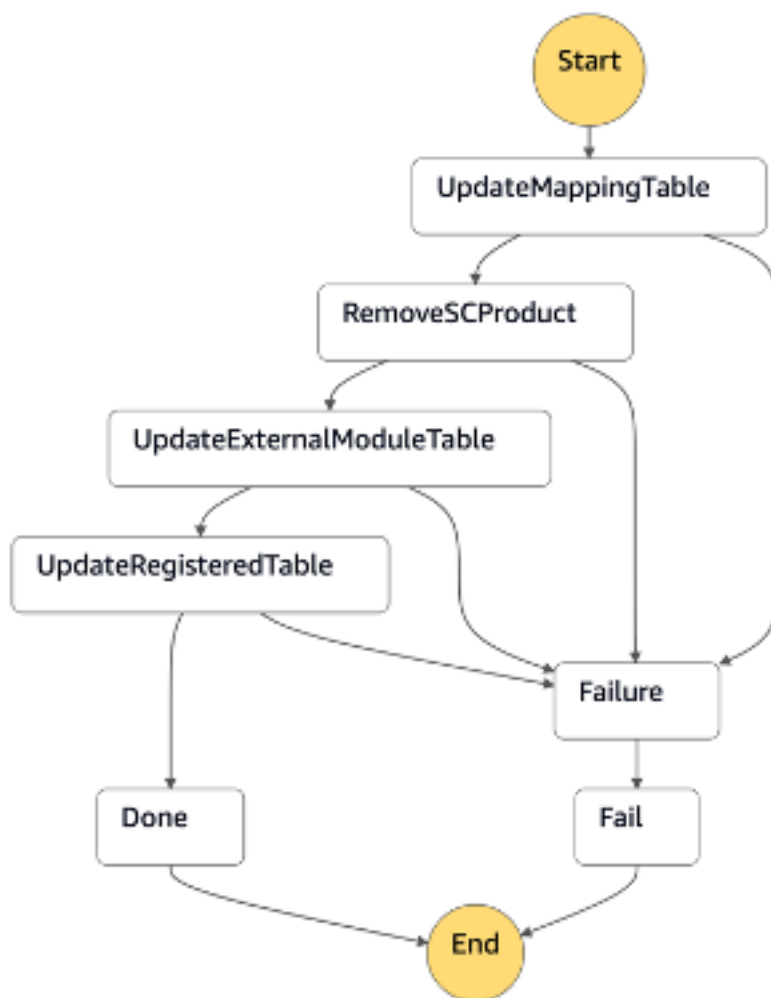 Start
UpdateMappingTable
RemoveSCProduct
UpdateExternalModuleTable
UpdateRegisteredTable
Failure
Done
Fail
End